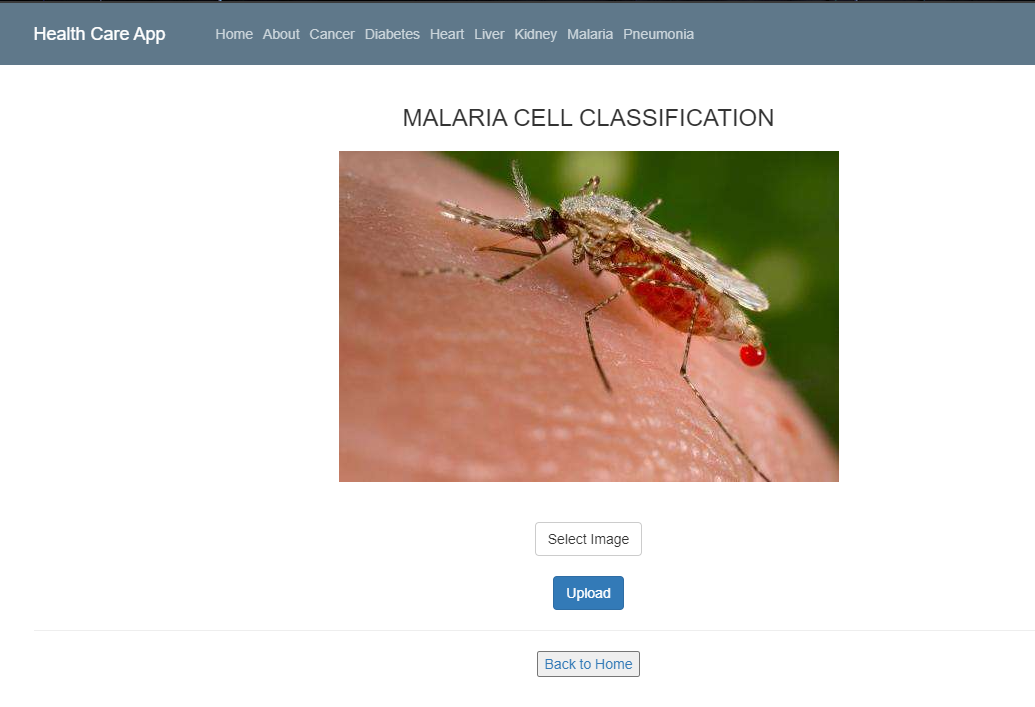 Health Care App Home About Cancer Diabetes Heart Liver Kidney Malaria Pneumonia
MALARIA CELL CLASSIFICATION
Select Image
Upload
Back to Home